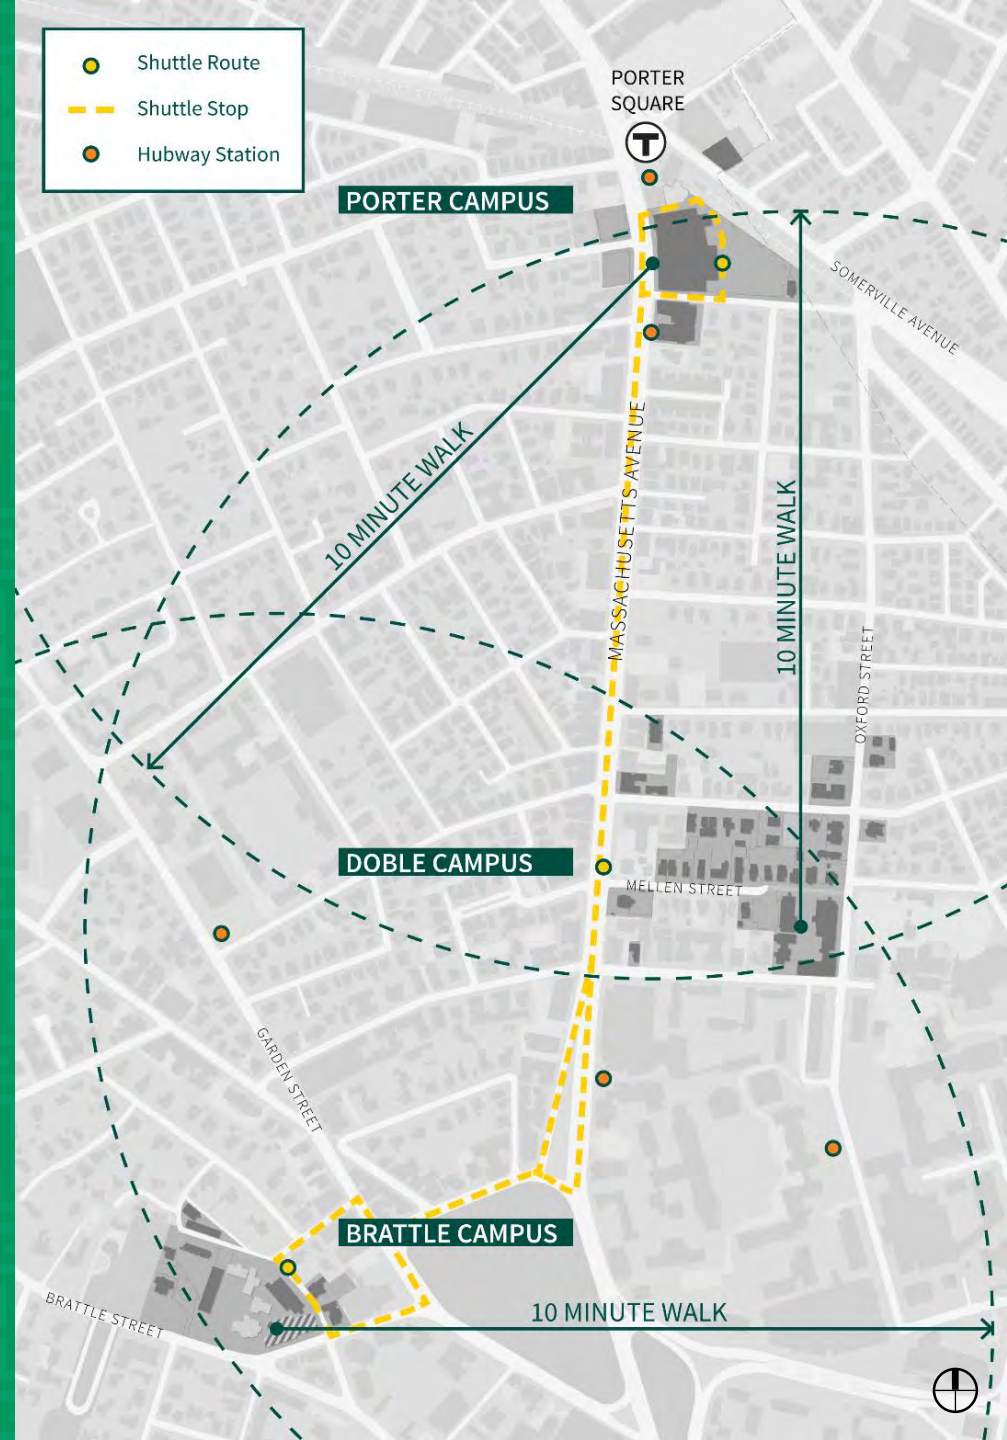 Shuttle Route
Shuttle Stop
Hubway Station
PORTER
SQUARE
T
PORTER CAMPUS
SOMERVILLE AVENUE
MASSACHUSETTS AVENUE
10 MINUTE WALK
10 MINUTE WALK
OXFORD STREET
DOBLE CAMPUS
MELLEN STREET
GARDEN STREET
BRATTLE CAMPUS
BRATTLE STREET
10 MINUTE WALK